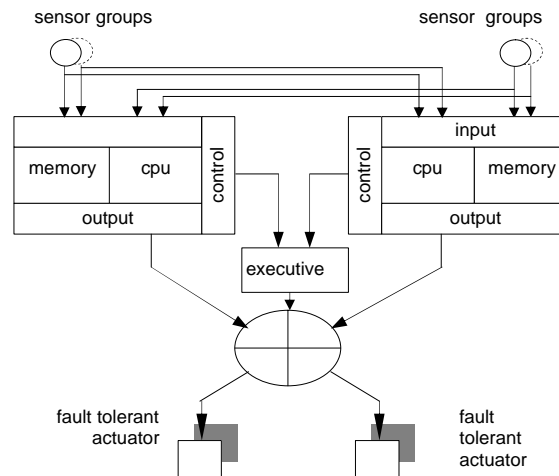 sensor groups
sensor groups
input
memory
cpu
control
control
cpu
memory
output
output
executive
fault tolerant
actuator
fault
tolerant
actuator